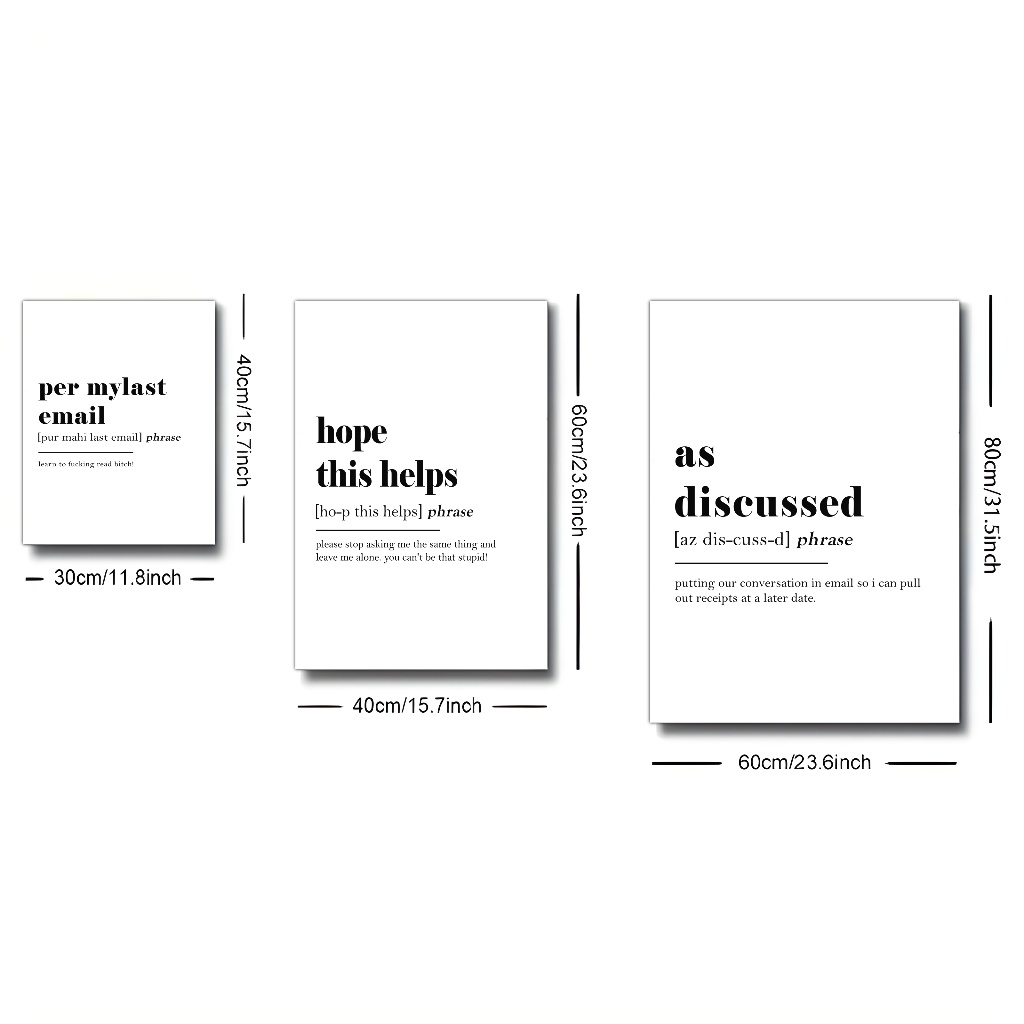 per mylast
email
[pur mahi last email] phrase
learn to fucking read bitch!
40cm/15.7inch
30cm/11.8inch
hope
this helps
[ho-p this helps] phrase
please stop asking me the same thing and
leave me alone. you can't be that stupid!
60cm/23.6inch
40cm/15.7inch
as
discussed
[az dis-cuss-d] phrase
putting our conversation in email so i can pull
out receipts at a later date.
80cm/31.5inch
60cm/23.6inch